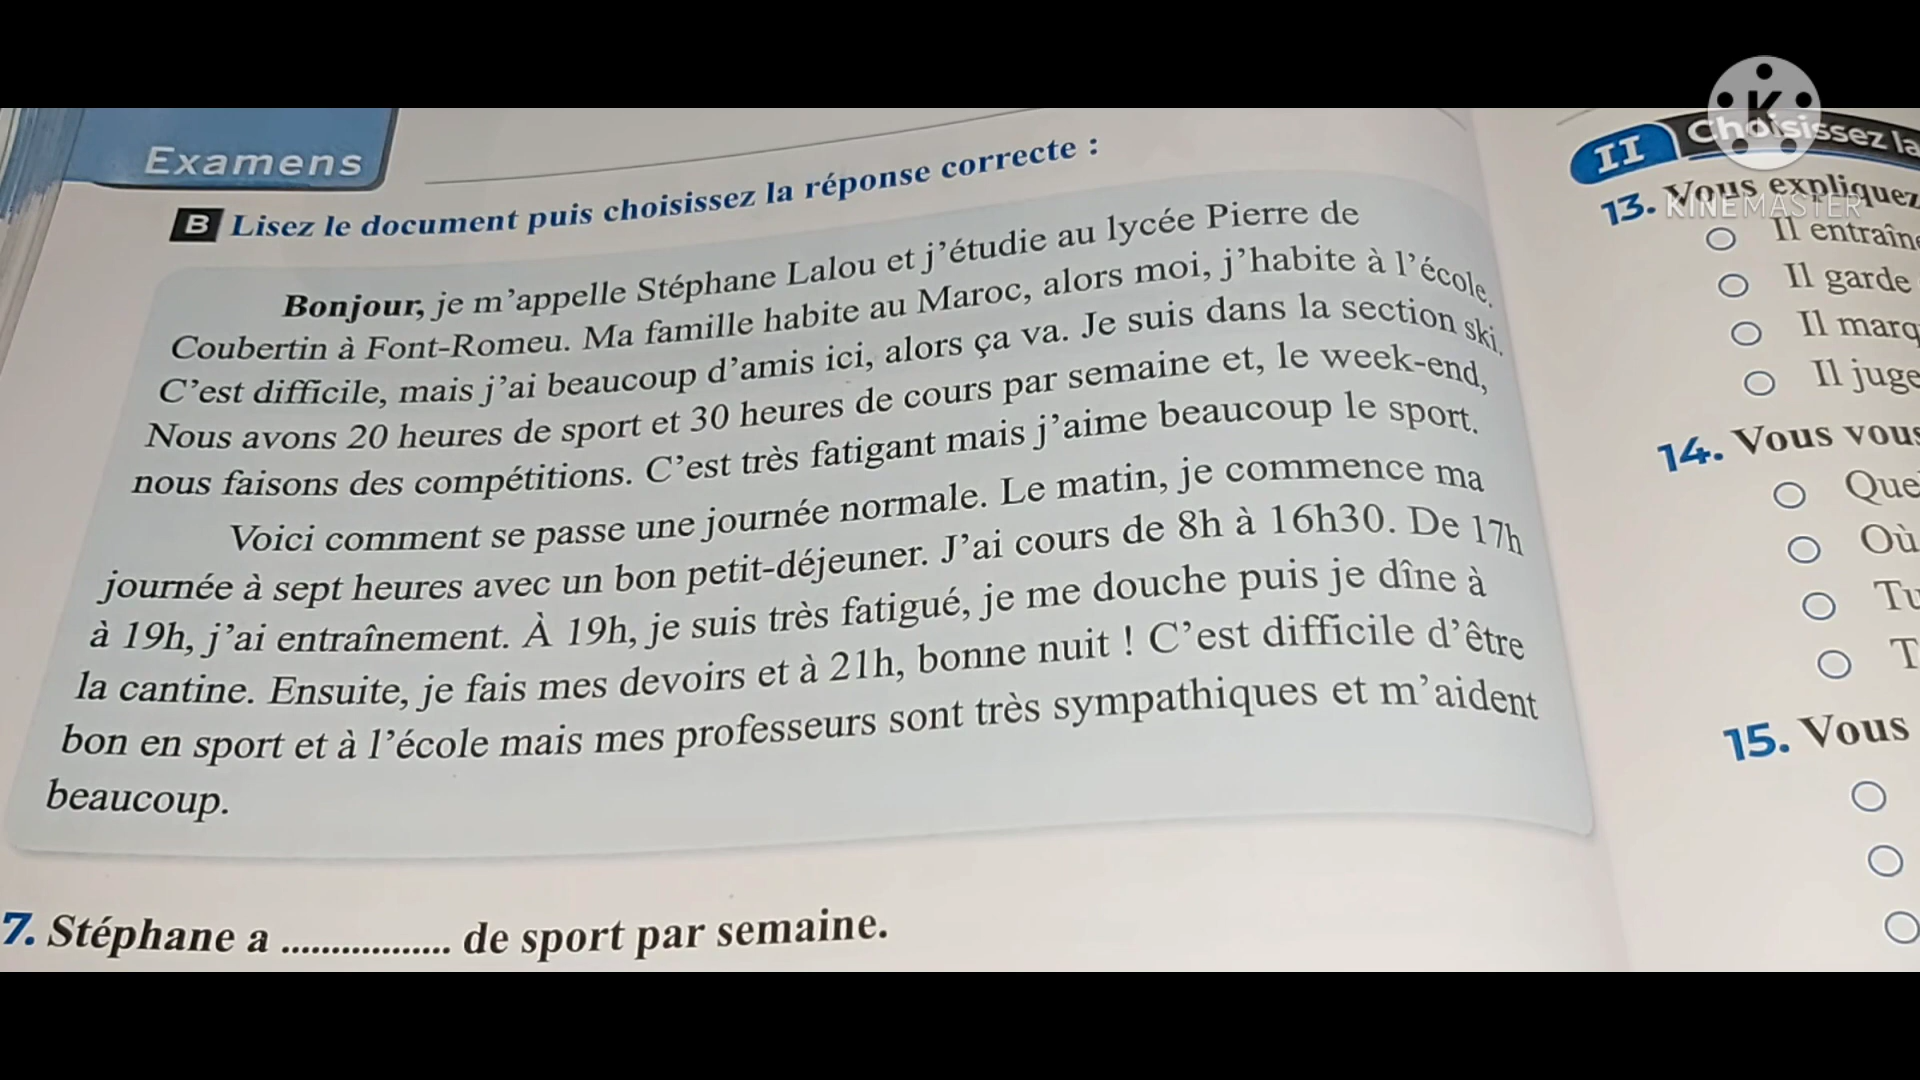 Examens
B Lisez le document puis choisissez la réponse correcte :
Bonjour, je m'appelle Stéphane Lalou et j'étudie au lycée Pierre de
Coubertin à Font-Romeu. Ma famille habite au Maroc, alors moi, j'habite à l'école.
C'est difficile, mais j'ai beaucoup d'amis ici, alors ça va. Je suis dans la section ski.
Nous avons 20 heures de sport et 30 heures de cours par semaine et, le week-end,
nous faisons des compétitions. C'est très fatigant mais j'aime beaucoup le sport.
Voici comment se passe une journée normale. Le matin, je commence ma
journée à sept heures avec un bon petit-déjeuner. J'ai cours de 8h à 16h30. De 17h
à 19h, j'ai entraînement. À 19h, je suis très fatigué, je me douche puis je dîne à
la cantine. Ensuite, je fais mes devoirs et à 21h, bonne nuit ! C'est difficile d'être
bon en sport et à l'école mais mes professeurs sont très sympathiques et m'aident
beaucoup.
7. Stéphane a ................. de sport par semaine.
II Choisissez la
13. Vous expliquez
Il entraîne
Il garde
Il marq
Il juge
14. Vous vous
Que
Où
Tu
T
15. Vous
K
KINEMASTER